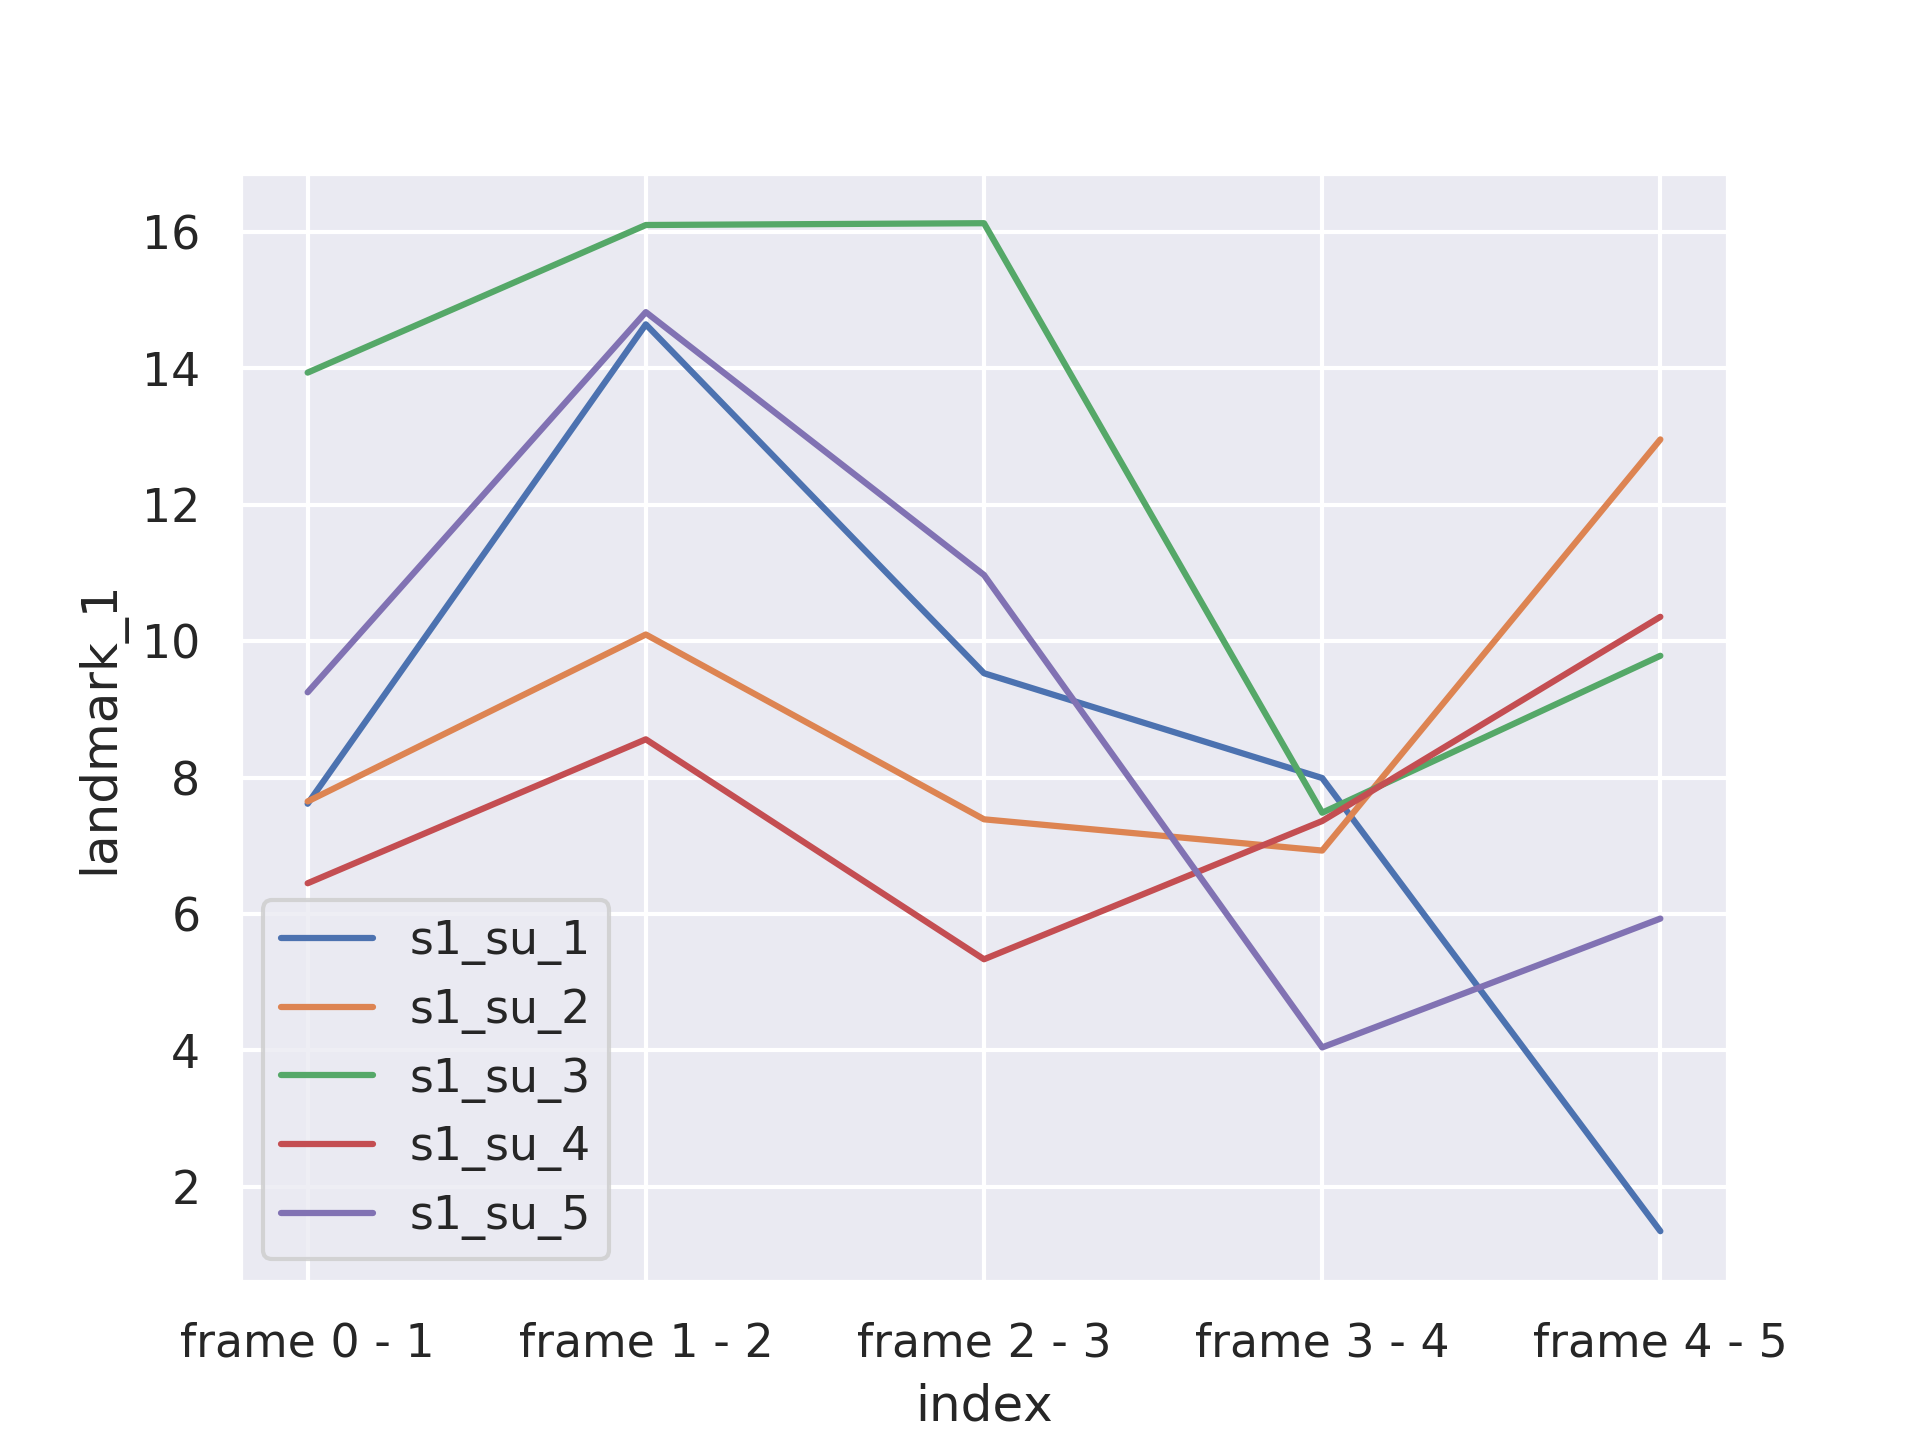 landmark_1
16
14
12
10
8
6
4
2
s1_su_1
s1_su_2
s1_su_3
s1_su_4
s1_su_5
frame 0 - 1 frame 1 - 2 frame 2 - 3 frame 3 - 4 frame 4 - 5
index